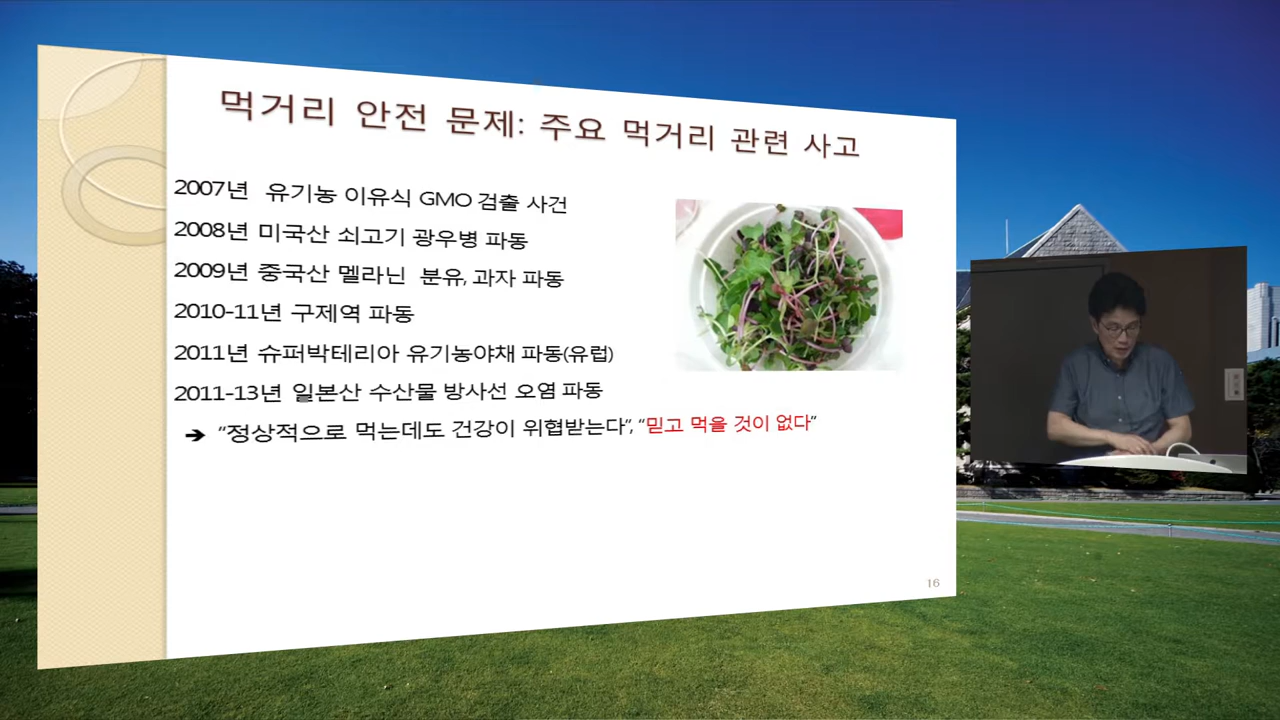 먹거리 안전 문제: 주요 먹거리 관련 사고
2007년 유기농 이유식 GMO 검출 사건
2008년 미국산 쇠고기 광우병 파동
2009년 중국산 멜라닌 분유, 과자 파동
2010-11년 구제역 파동
2011년 슈퍼박테리아 유기농야채 파동(유럽)
2011-13년 일본산 수산물 방사선 오염 파동
➔ "정상적으로 먹는데도 건강이 위협받는다", "믿고 먹을 것이 없다"
16